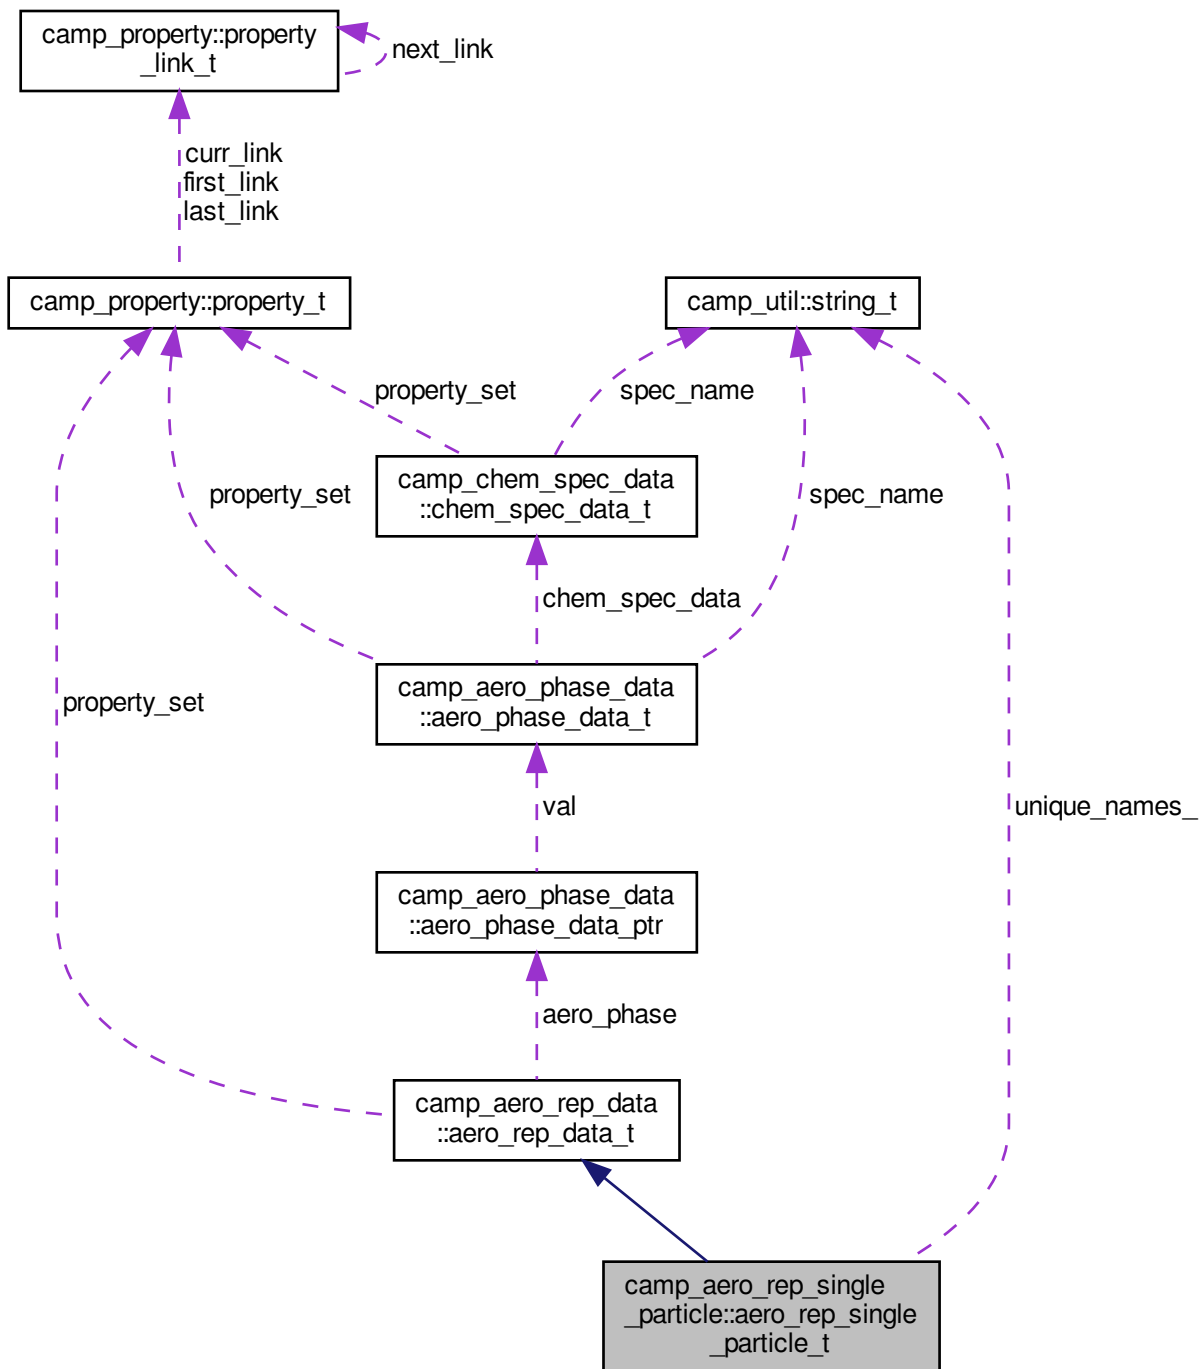 camp_property::property
_link_t
next_link
curr_link
first_link
last_link
camp_property::property_t
camp_util::string_t
property_set
spec_name
camp_chem_spec_data
::chem_spec_data_t
property_set
spec_name
chem_spec_data
camp_aero_phase_data
::aero_phase_data_t
property_set
val
unique_names_
camp_aero_phase_data
::aero_phase_data_ptr
aero_phase
camp_aero_rep_data
::aero_rep_data_t
camp_aero_rep_single
_particle::aero_rep_single
_particle_t